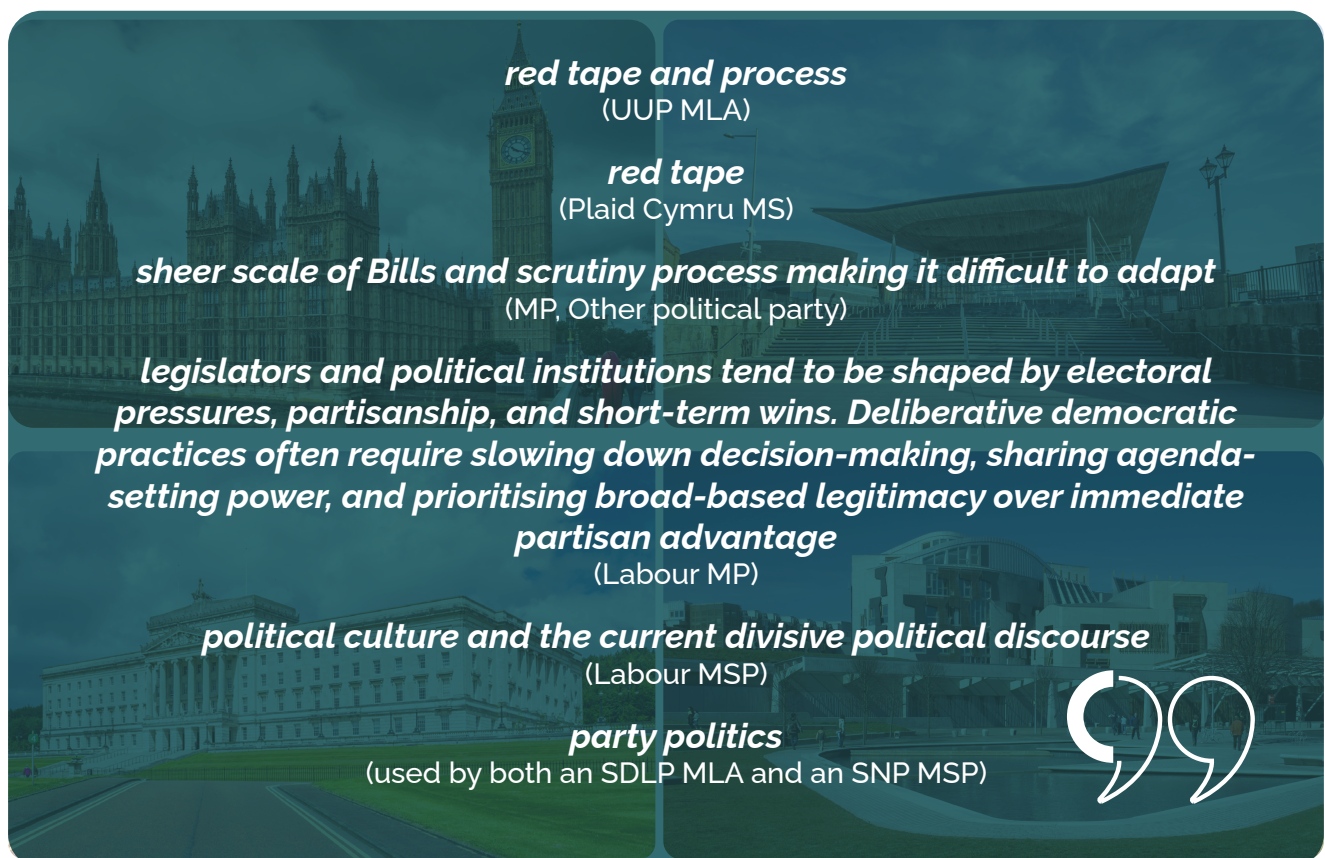 red tape and process
(UUP MLA)
red tape
(Plaid Cymru MS)
sheer scale of Bills and scrutiny process making it difficult to adapt
(MP, Other political party)
legislators and political institutions tend to be shaped by electoral
pressures, partisanship, and short-term wins. Deliberative democratic
practices often require slowing down decision-making, sharing agenda-
setting power, and prioritising broad-based legitimacy over immediate
partisan advantage
(Labour MP)
political culture and the current divisive political discourse
(Labour MSP)
party politics
(used by both an SDLP MLA and an SNP MSP)